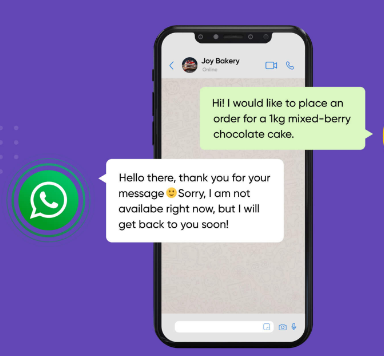 Joy Bakery
Online
Hi! I would like to place an
order for a 1kg mixed-berry
chocolate cake.
Hello there, thank you for your
message 🙂 Sorry, I am not
availabe right now, but I will
get back to you soon!